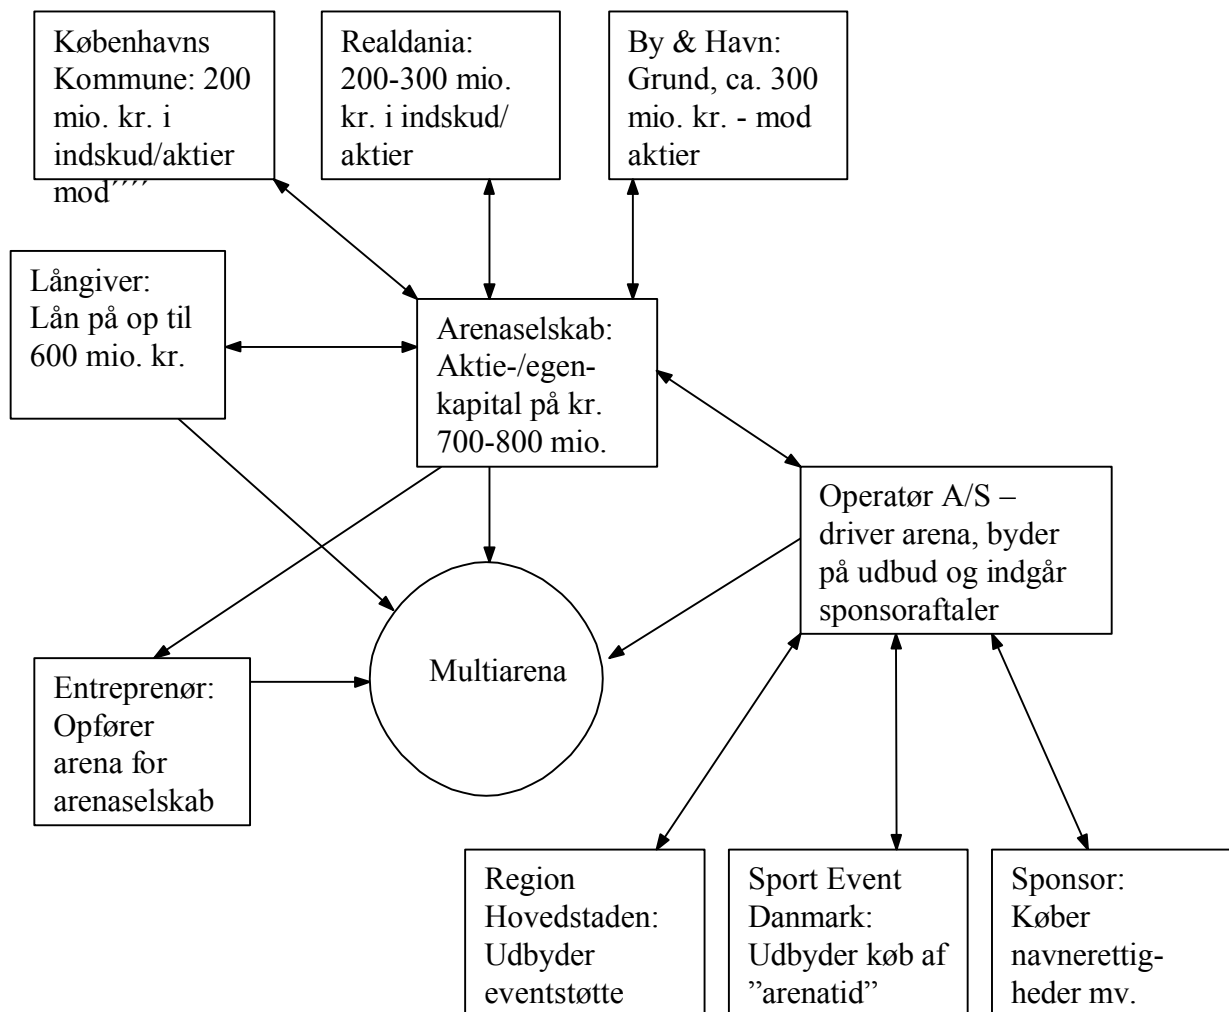 Københavns
Kommune: 200
mio. kr. i
indskud/aktier
mod´´´´
Realdania:
200-300 mio.
kr. i indskud/
aktier
By & Havn:
Grund, ca. 300
mio. kr. - mod
aktier
Långiver:
Lån på op til
600 mio. kr.
Arenaselskab:
Aktie-/egen-
kapital på kr.
700-800 mio.
Operatør A/S –
driver arena, byder
på udbud og indgår
sponsoraftaler
Multiarena
Entreprenør:
Opfører
arena for
arenaselskab
Region
Hovedstaden:
Udbyder
eventstøtte
Sport Event
Danmark:
Udbyder køb af
”arenatid”
Sponsor:
Køber
navnerettig-
heder mv.